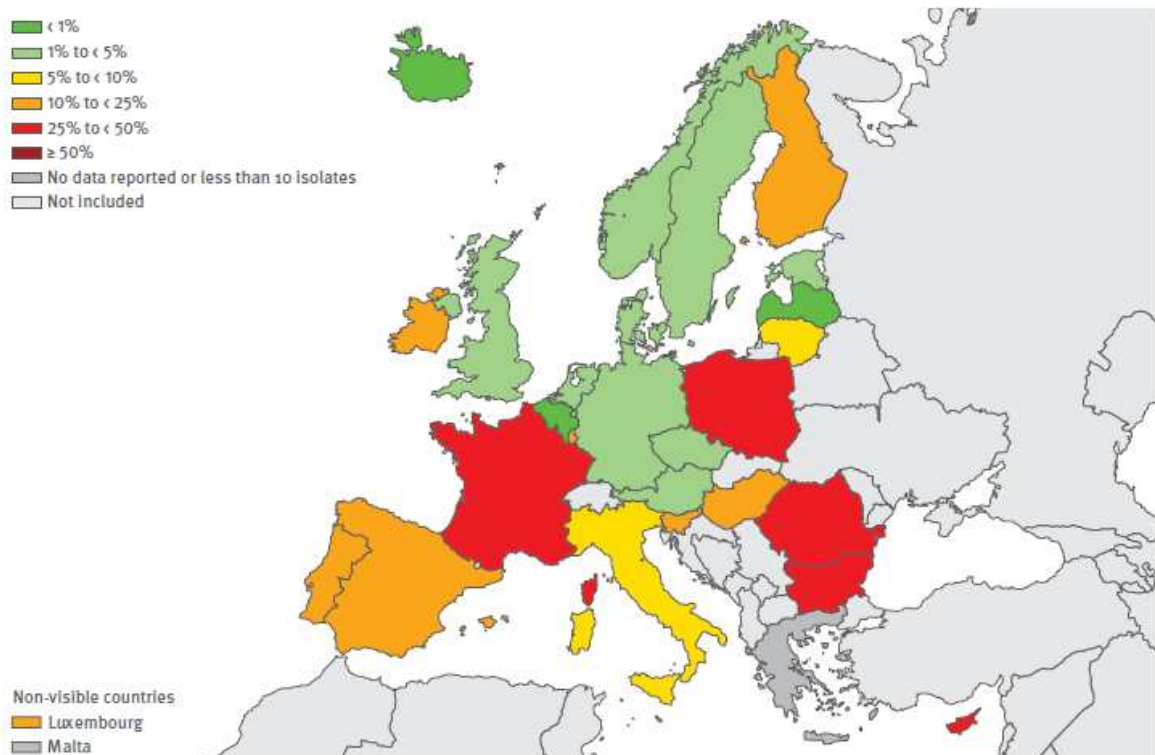 < 1%
1% to < 5%
5% to < 10%
10% to < 25%
25% to < 50%
≥ 50%
No data reported or less than 10 isolates
Not included
Non-visible countries
Luxembourg
Malta